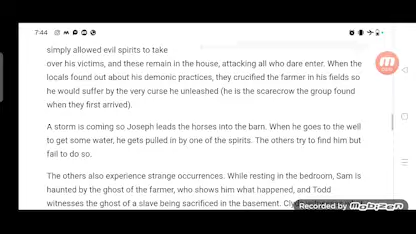 7:44
simply allowed evil spirits to take
over his victims, and these remain in the house, attacking all who dare enter. When the
locals found out about his demonic practices, they crucified the farmer in his fields so
he would suffer by the very curse he unleashed (he is the scarecrow the group found
when they first arrived).
A storm is coming so Joseph leads the horses into the barn. When he goes to the well
to get some water, he gets pulled in by one of the spirits. The others try to find him but
fail to do so.
The others also experience strange occurrences. While resting in the bedroom, Sam is
haunted by the ghost of the farmer, who shows him what happened, and Todd
witnesses the ghost of a slave being sacrificed in the basement.
Recorded by Mobizen